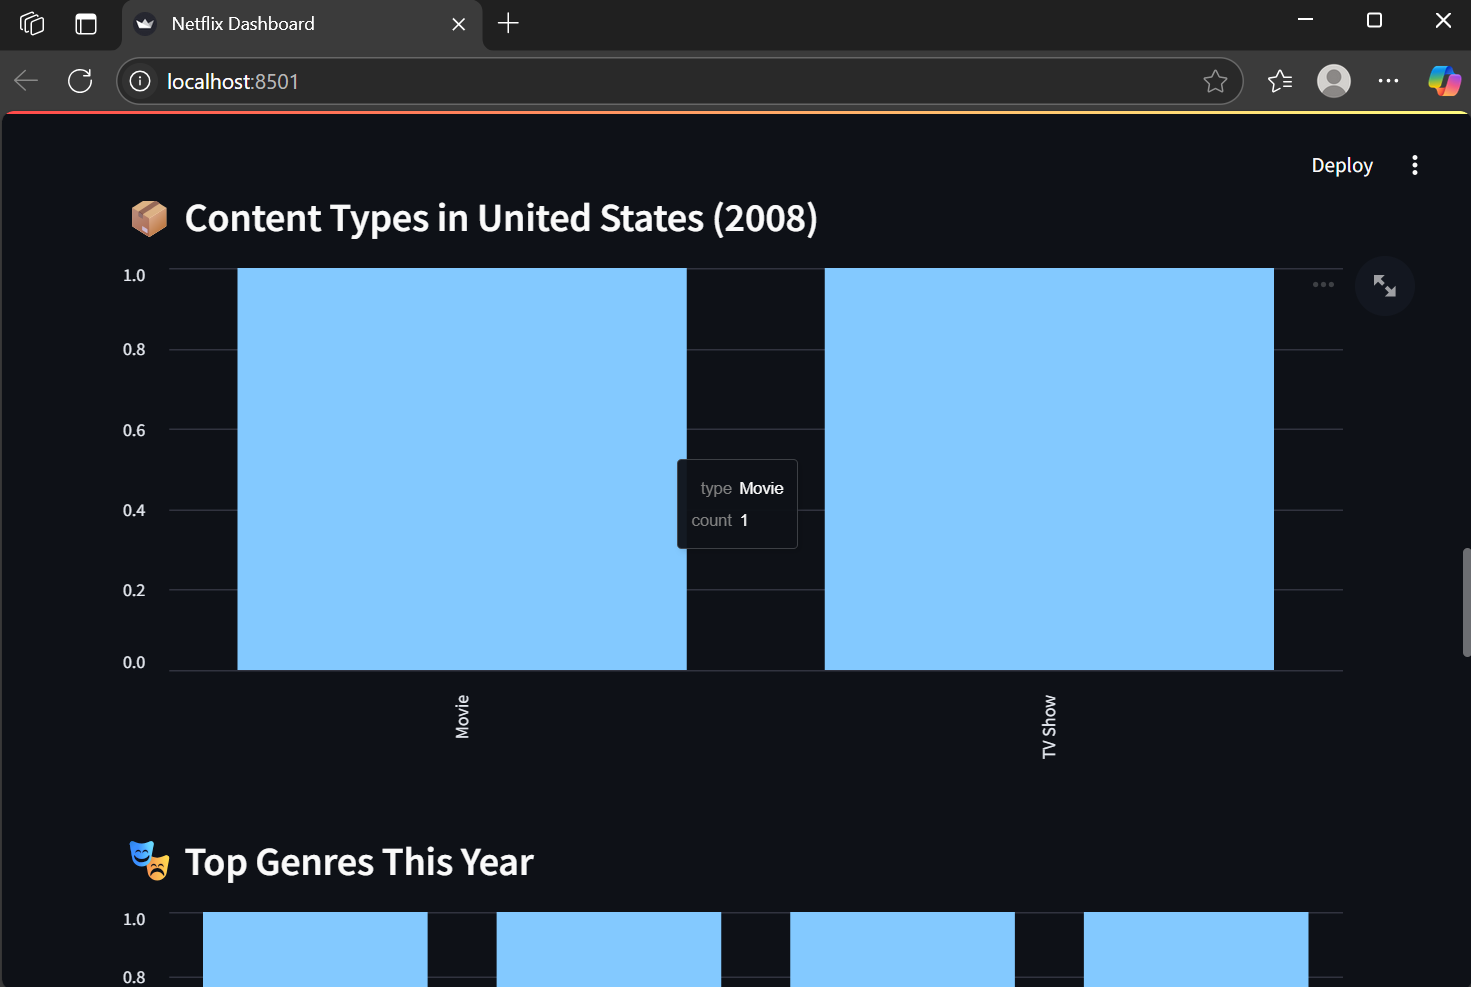 Netflix Dashboard
localhost:8501
Deploy
Content Types in United States (2008)
1.0
0.8
0.6
0.4
0.2
0.0
type Movie
count 1
Movie
TV Show
Top Genres This Year
1.0
0.8